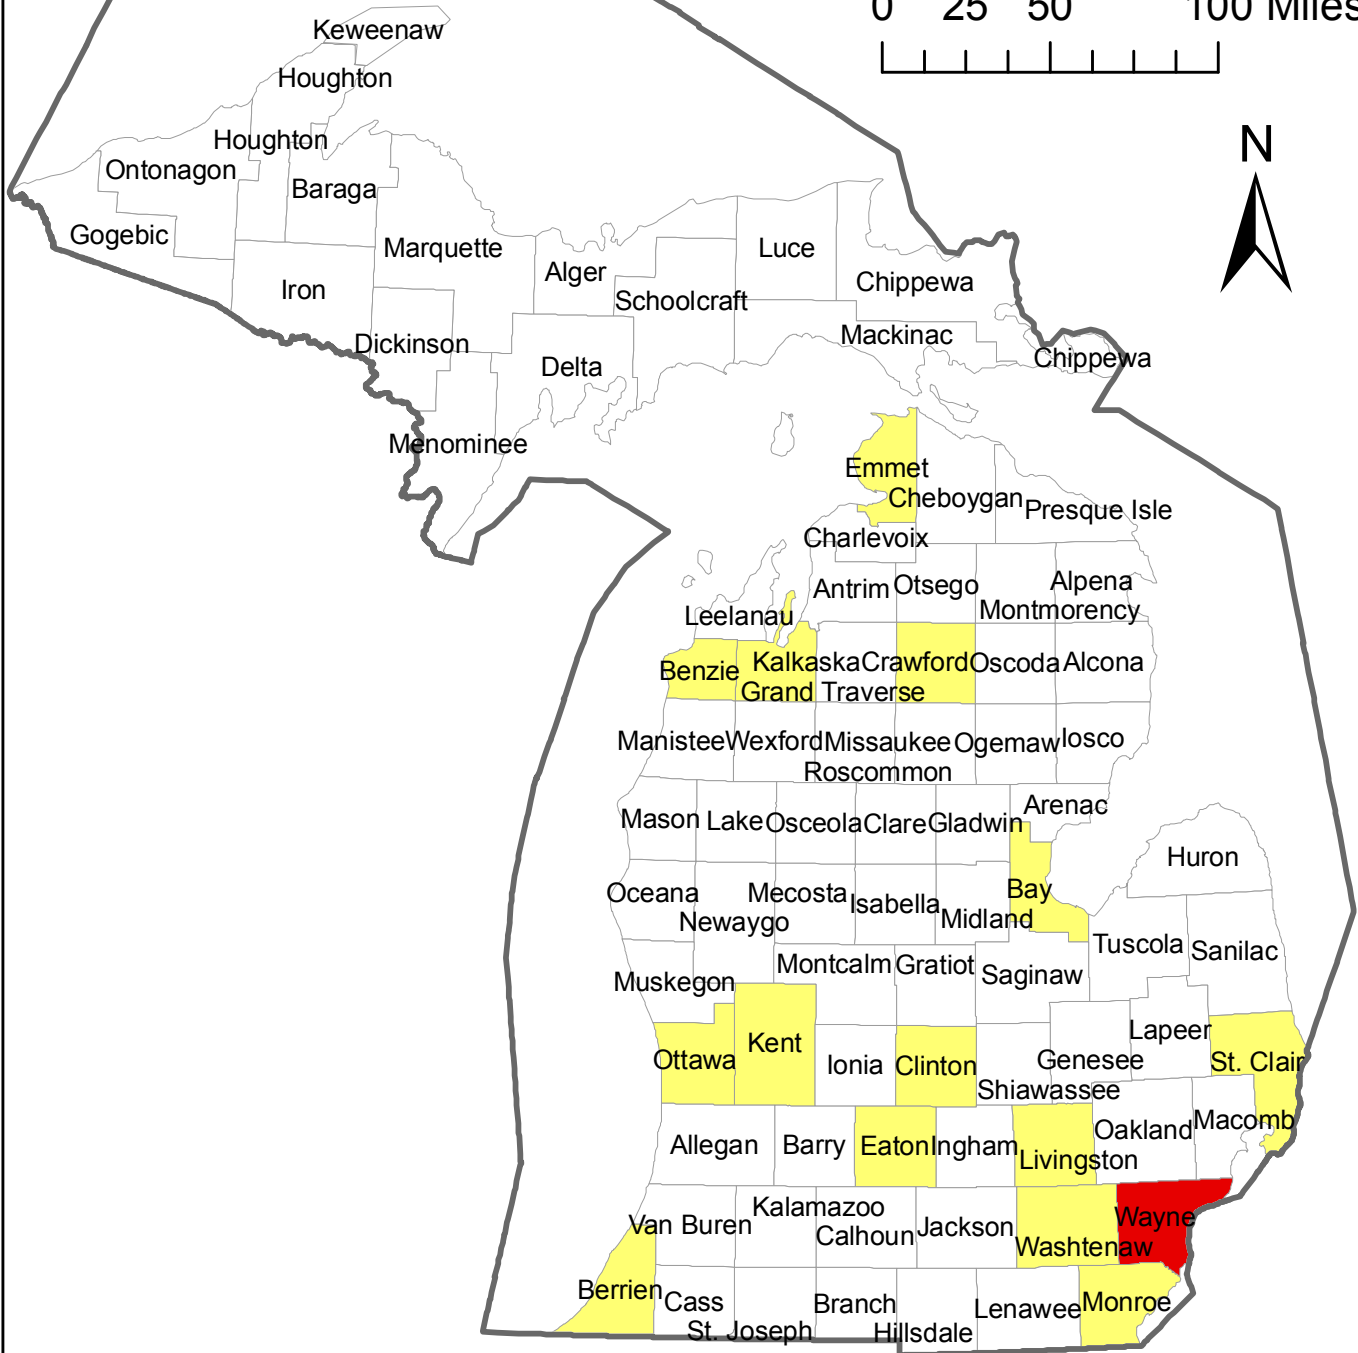 0 25 50 100 Miles
N
Keweenaw
Houghton
Houghton
Ontonagon
Baraga
Gogebic
Marquette
Luce
Alger
Chippewa
Iron
Schoolcraft
Mackinac
Dickinson
Chippewa
Delta
Menominee
Emmet
Cheboygan
Presque Isle
Charlevoix
Antrim
Otsego
Alpena
Montmorency
Leelanau
Benzie
Kalkaska
Crawford
Oscoda
Alcona
Grand Traverse
Manistee
Wexford
Missaukee
Ogemaw
Iosco
Roscommon
Mason
Lake
Osceola
Clare
Gladwin
Arenac
Huron
Oceana
Mecosta
Isabella
Bay
Newaygo
Midland
Tuscola
Sanilac
Montcalm
Gratiot
Saginaw
Muskegon
Lapeer
Ottawa
Kent
Ionia
Clinton
Genesee
St. Clair
Shiawassee
Allegan
Barry
Eaton
Ingham
Livingston
Oakland
Macomb
Van Buren
Kalamazoo
Calhoun
Jackson
Washtenaw
Wayne
Berrien
Cass
St. Joseph
Branch
Hillsdale
Lenawee
Monroe